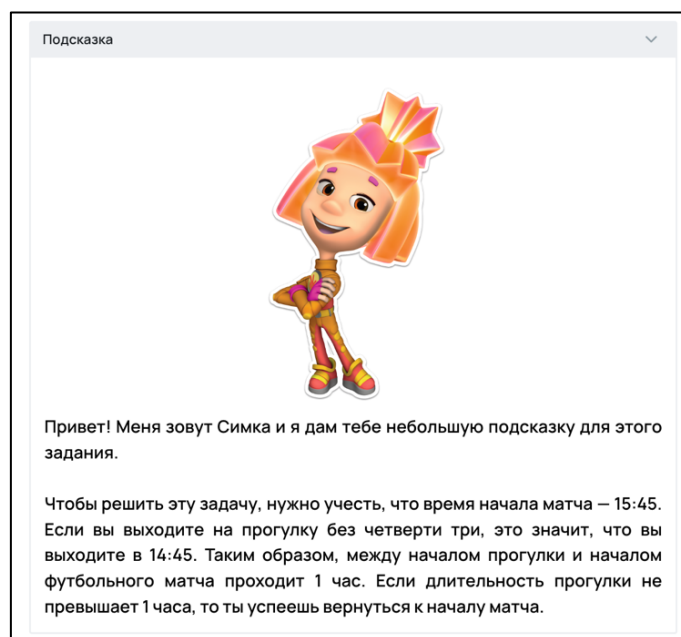 Подсказка
Привет! Меня зовут Симка и я дам тебе небольшую подсказку для этого
задания.
Чтобы решить эту задачу, нужно учесть, что время начала матча — 15:45.
Если вы выходите на прогулку без четверти три, это значит, что вы
выходите в 14:45. Таким образом, между началом прогулки и началом
футбольного матча проходит 1 час. Если длительность прогулки не
превышает 1 часа, то ты успеешь вернуться к началу матча.